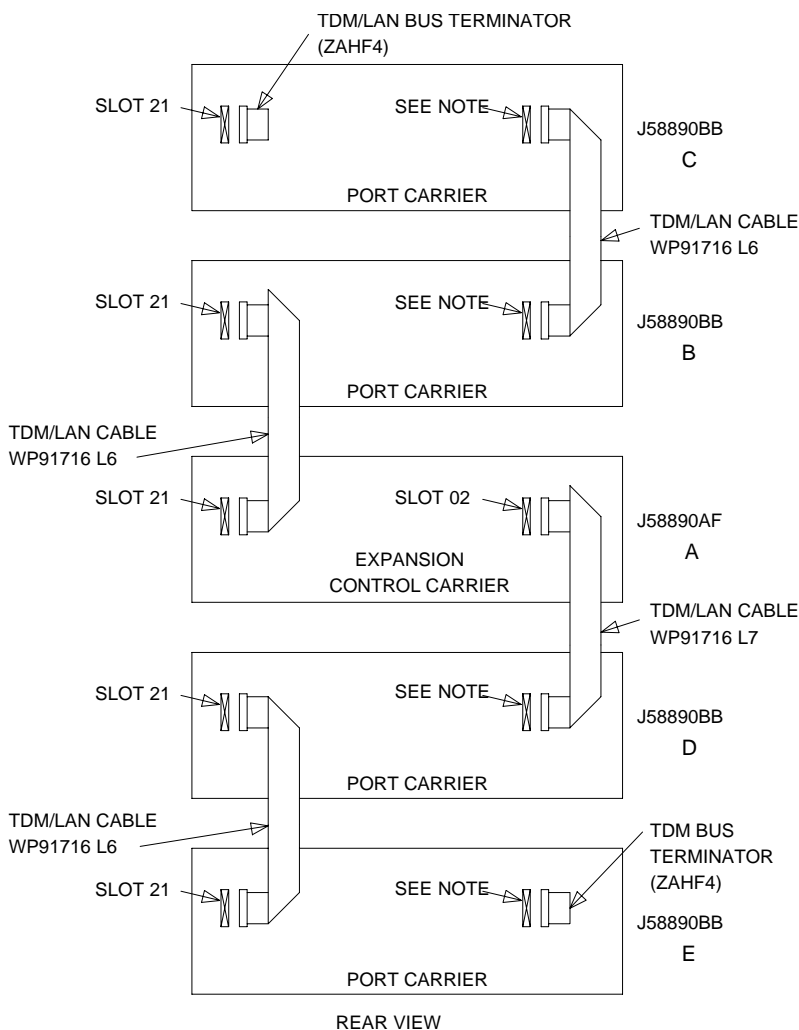 TDM/LAN BUS TERMINATOR
(ZAHF4)
SLOT 21
SEE NOTE
J58890BB
C
PORT CARRIER
TDM/LAN CABLE
WP91716 L6
SLOT 21
SEE NOTE
J58890BB
B
PORT CARRIER
TDM/LAN CABLE
WP91716 L6
SLOT 21
SLOT 02
J58890AF
A
EXPANSION
CONTROL CARRIER
TDM/LAN CABLE
WP91716 L7
SLOT 21
SEE NOTE
J58890BB
D
PORT CARRIER
TDM/LAN CABLE
WP91716 L6
TDM BUS
TERMINATOR
(ZAHF4)
SLOT 21
SEE NOTE
J58890BB
E
PORT CARRIER
REAR VIEW